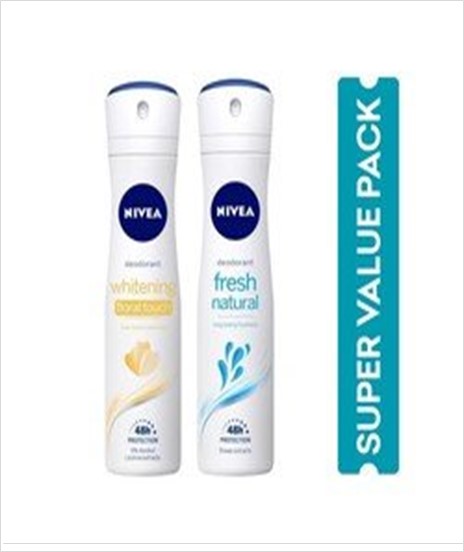 NIVEA
deodorant
whitening
floral touch
48h
PROTECTION
NIVEA
deodorant
fresh
natural
48h
PROTECTION
SUPER VALUE PACK